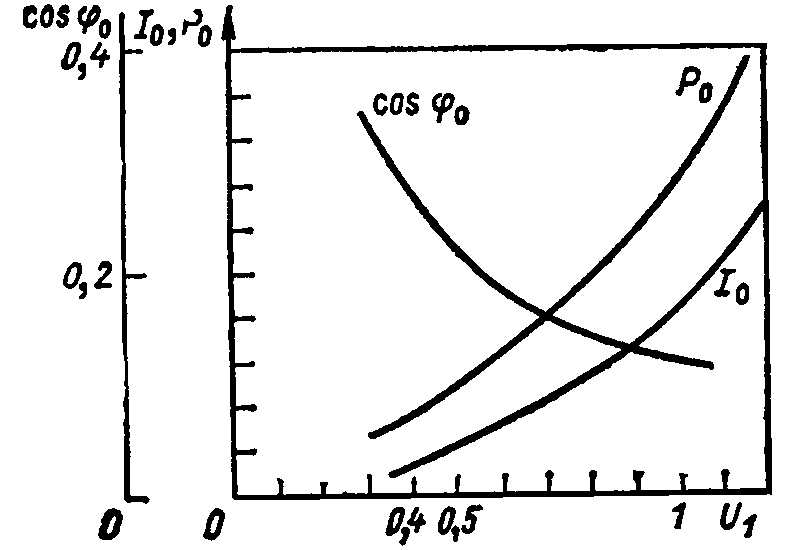 cos φ₀ I₀, P₀
0,4
cos φ₀
P₀
0,2
I₀
0 0 0,4 0,5 1 U₁